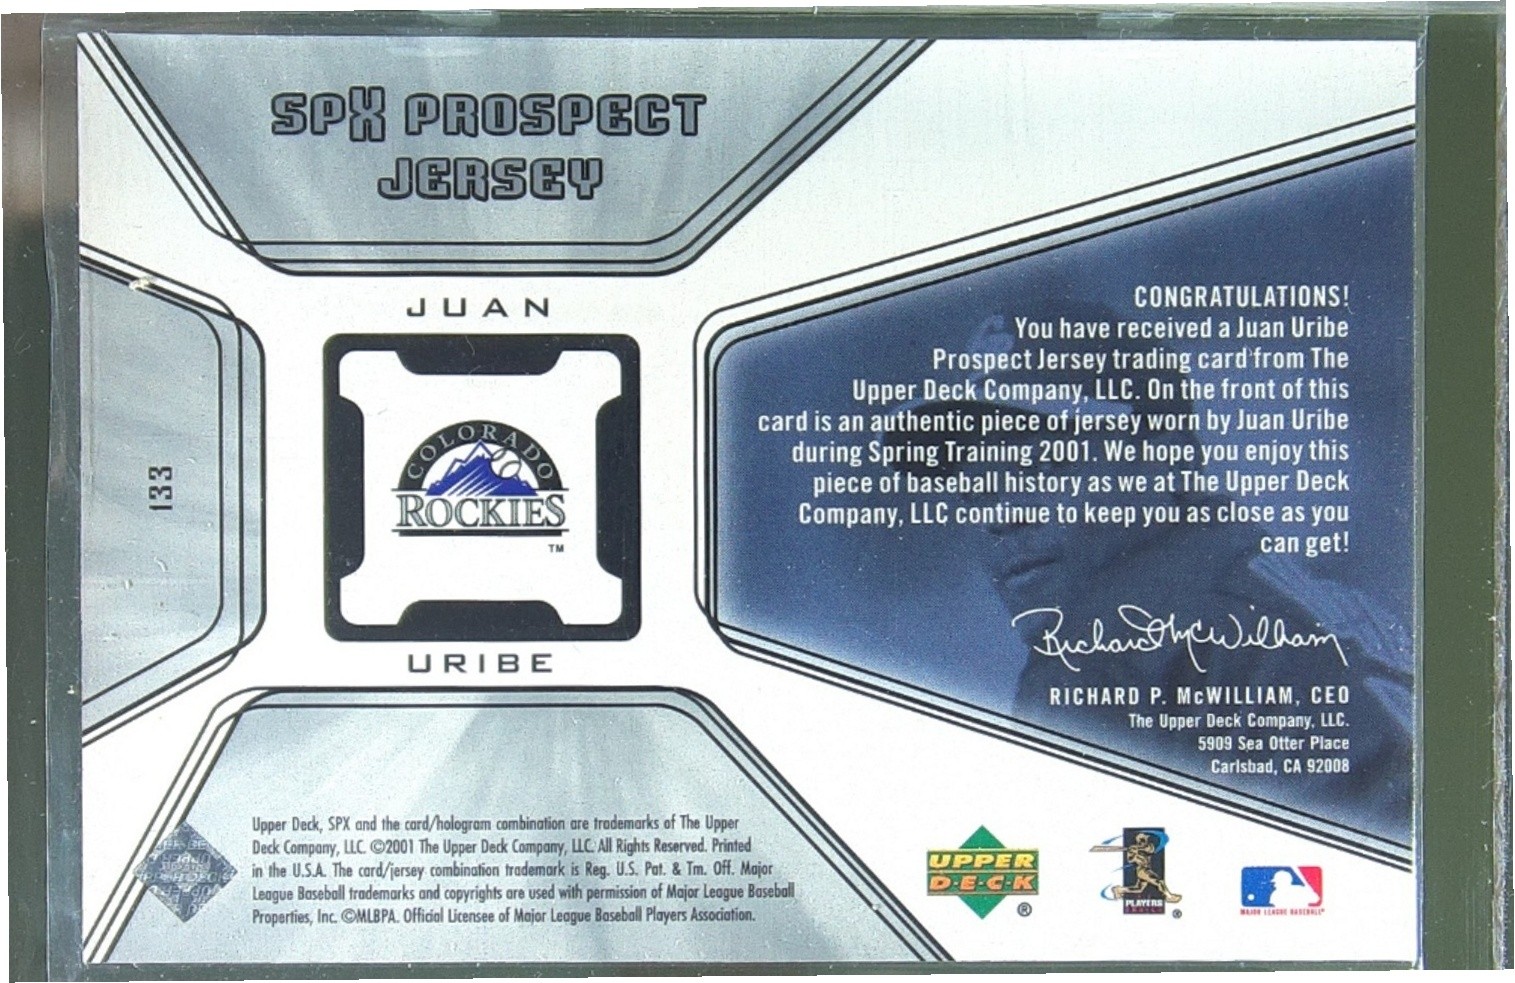 SPX PROSPECT
JERSEY
JUAN
COLORADO
ROCKIES
TM
URIBE
133
CONGRATULATIONS!
You have received a Juan Uribe
Prospect Jersey trading card from The
Upper Deck Company, LLC. On the front of this
card is an authentic piece of jersey worn by Juan Uribe
during Spring Training 2001. We hope you enjoy this
piece of baseball history as we at The Upper Deck
Company, LLC continue to keep you as close as you
can get!
Richard McWilliam
RICHARD P. McWILLIAM, CEO
The Upper Deck Company, LLC.
5909 Sea Otter Place
Carlsbad, CA 92008
Upper Deck, SPX and the card/hologram combination are trademarks of The Upper
Deck Company, LLC. ©2001 The Upper Deck Company, LLC. All Rights Reserved. Printed
in the U.S.A. The card/jersey combination trademark is Reg. U.S. Pat. & Tm. Off. Major
League Baseball trademarks and copyrights are used with permission of Major League Baseball
Properties, Inc. ©MLBPA. Official Licensee of Major League Baseball Players Association.
UPPER
D·E·C·K
®
PLAYERS
CHOICE
®
MAJOR LEAGUE BASEBALL